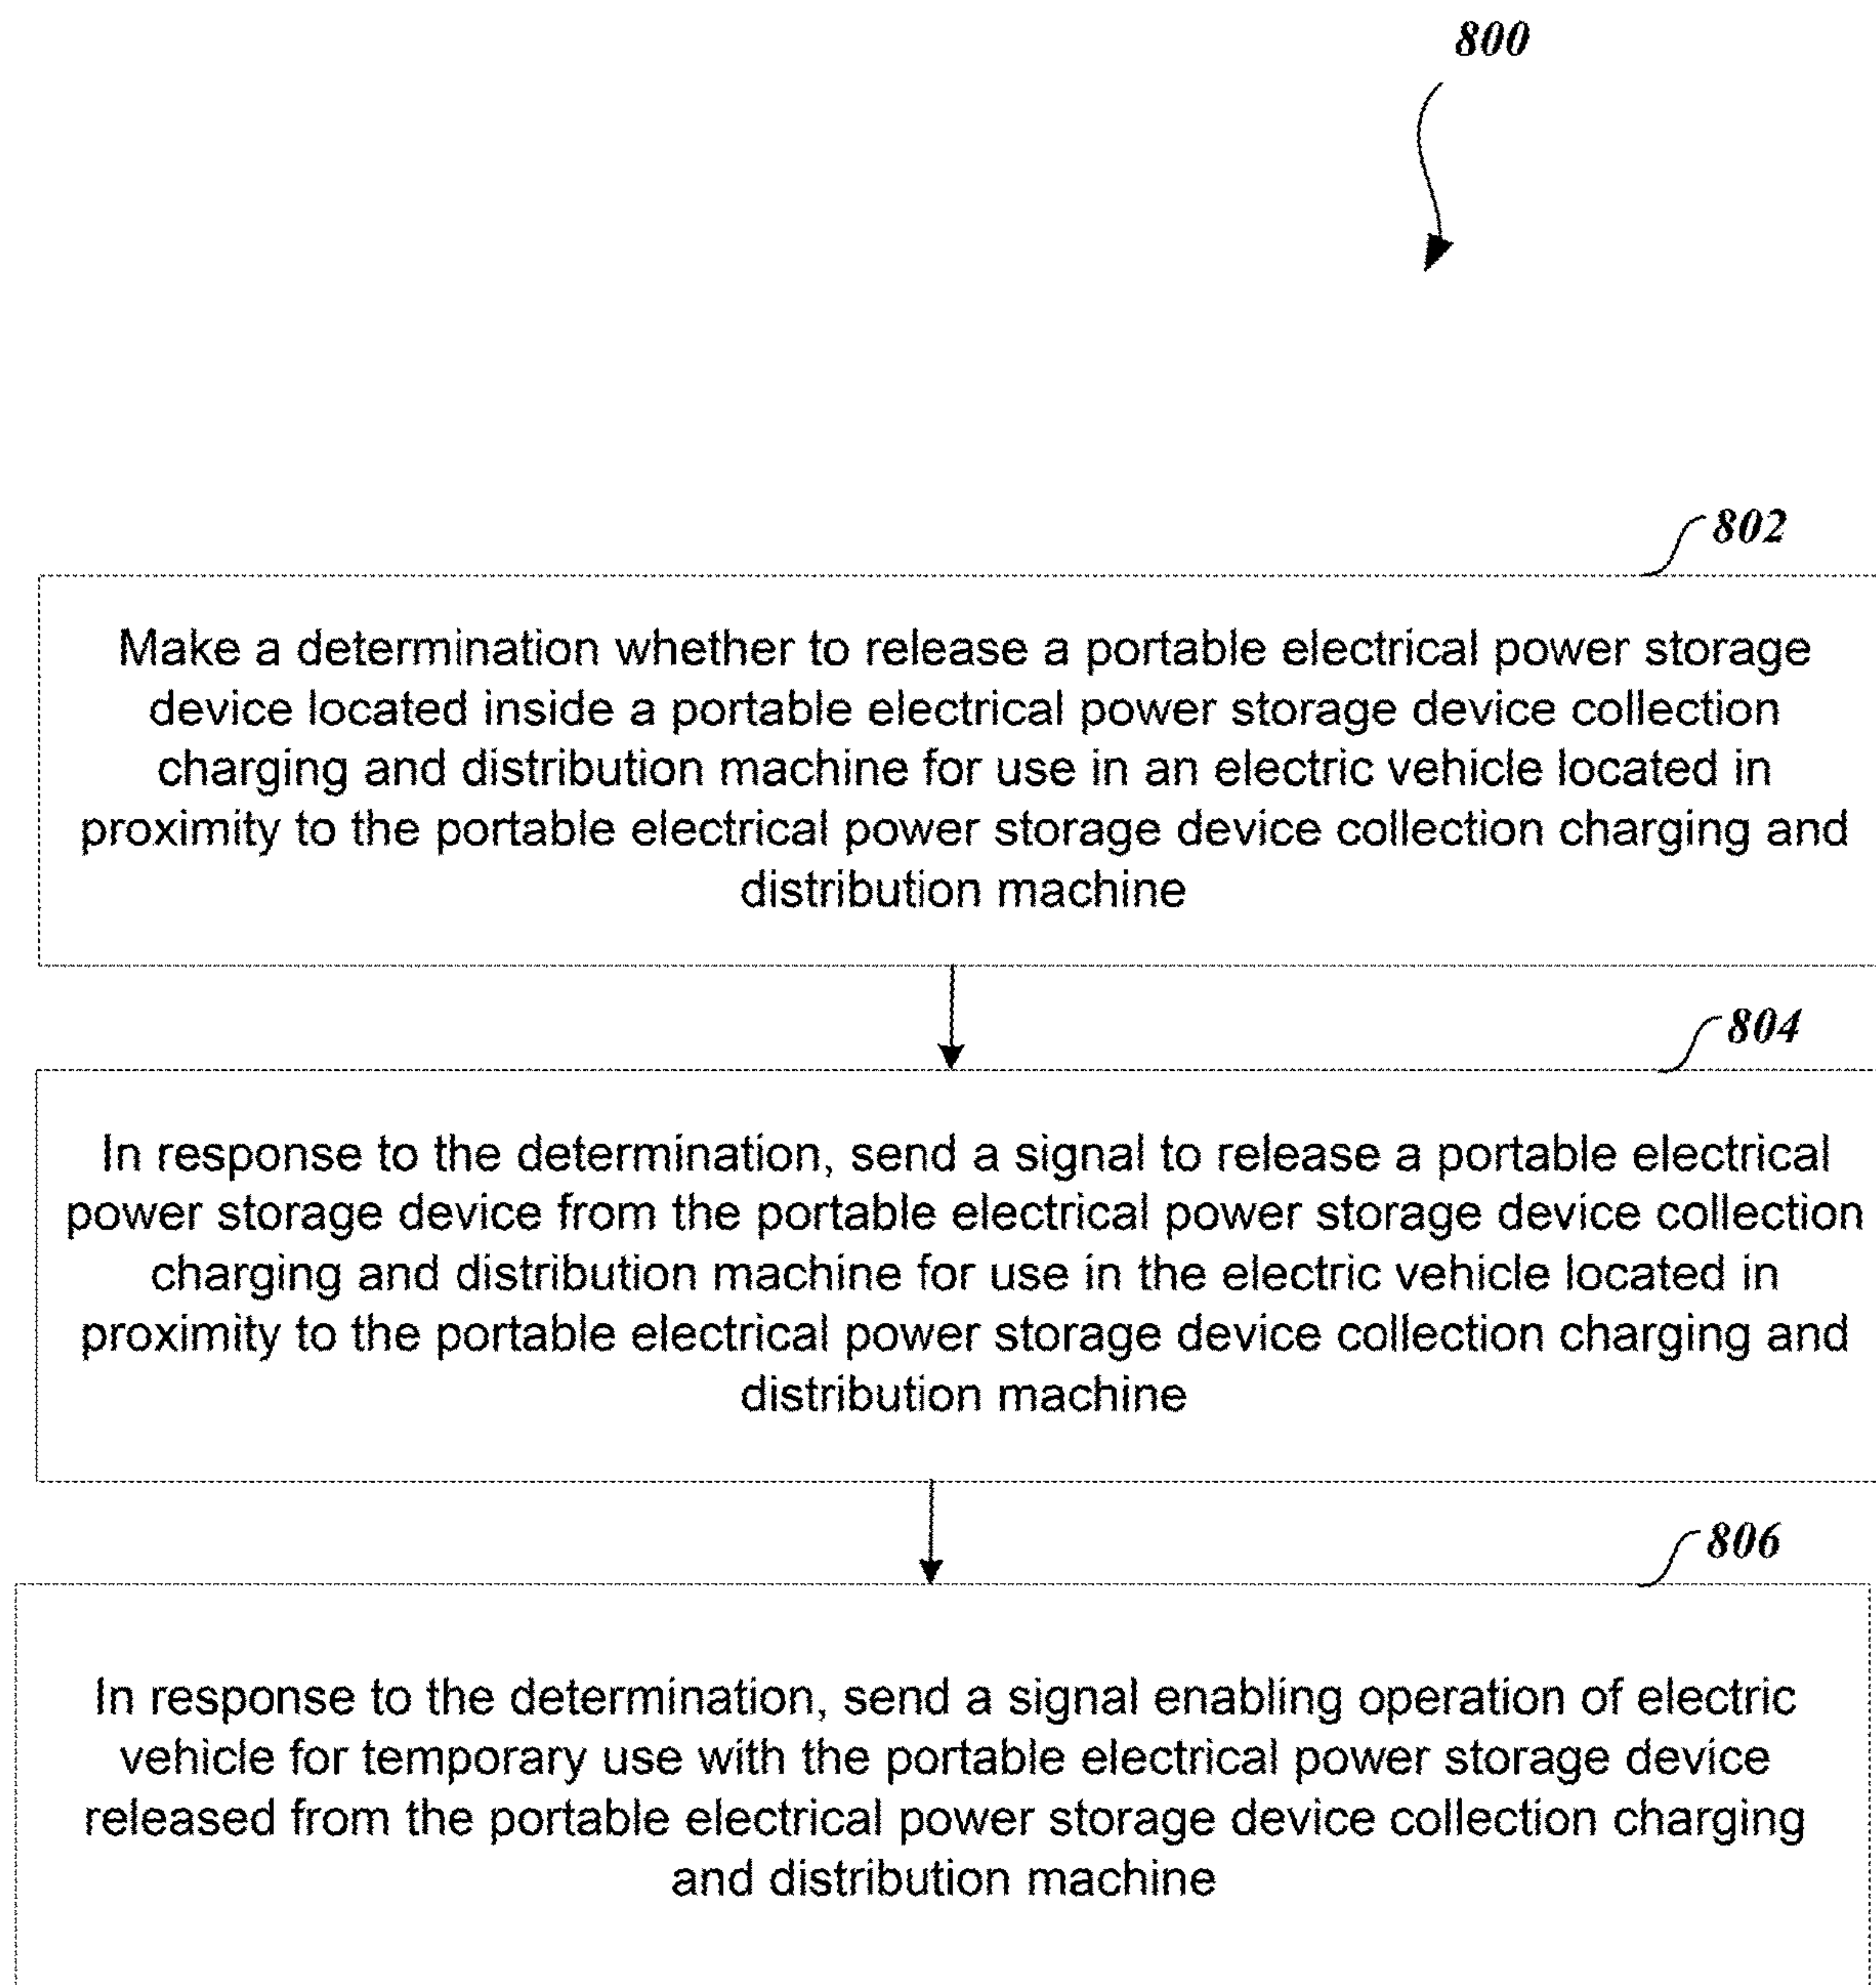 800
802
Make a determination whether to release a portable electrical power storage
device located inside a portable electrical power storage device collection
charging and distribution machine for use in an electric vehicle located in
proximity to the portable electrical power storage device collection charging and
distribution machine
804
In response to the determination, send a signal to release a portable electrical
power storage device from the portable electrical power storage device collection
charging and distribution machine for use in the electric vehicle located in
proximity to the portable electrical power storage device collection charging and
distribution machine
806
In response to the determination, send a signal enabling operation of electric
vehicle for temporary use with the portable electrical power storage device
released from the portable electrical power storage device collection charging
and distribution machine